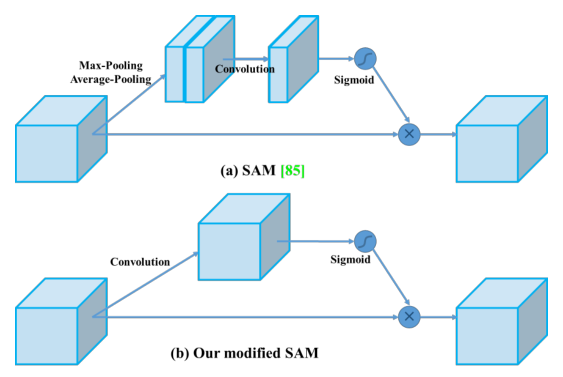 Max-Pooling
Average-Pooling
Convolution
Sigmoid
(a) SAM [85]
Convolution
Sigmoid
(b) Our modified SAM